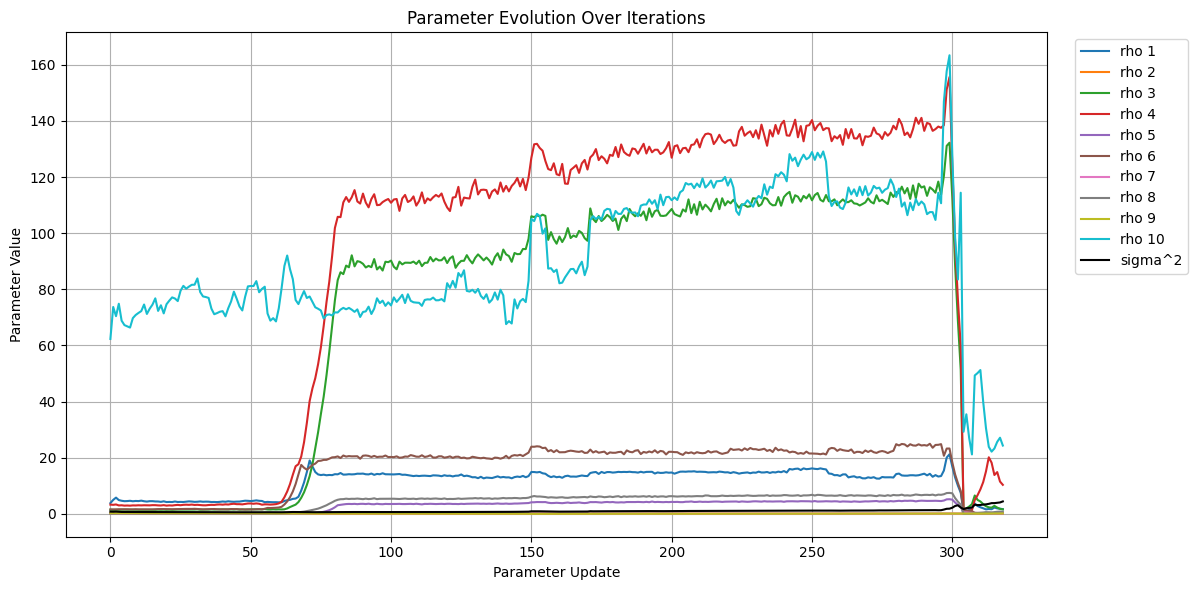 Parameter Evolution Over Iterations
Parameter Value
160
140
120
100
80
60
40
20
0
0 50 100 150 200 250 300
Parameter Update
rho 1
rho 2
rho 3
rho 4
rho 5
rho 6
rho 7
rho 8
rho 9
rho 10
sigma^2